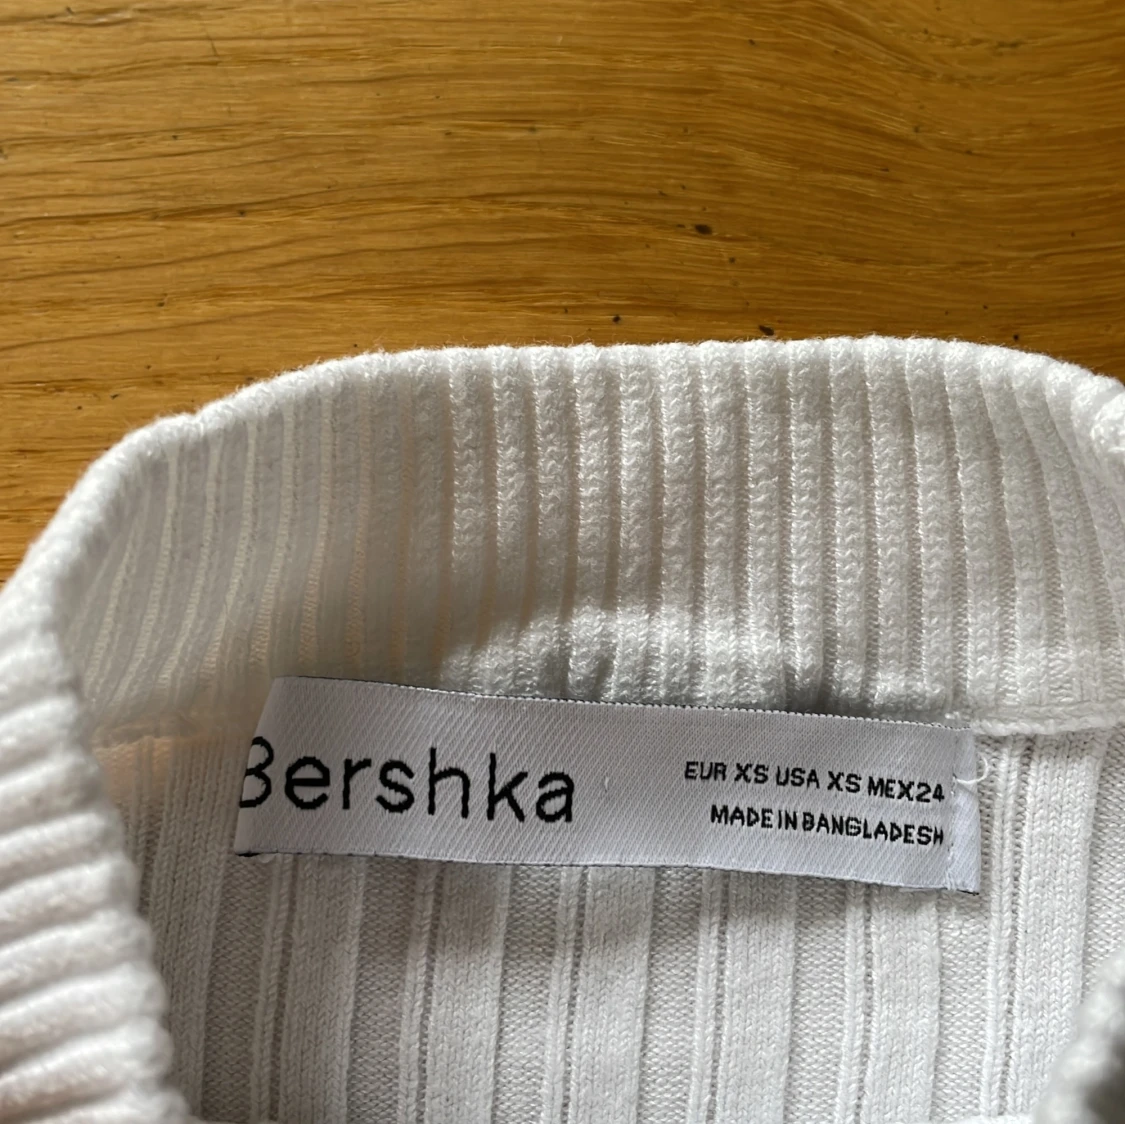 Bershka
EUR XS USA XS MEX24
MADE IN BANGLADESH